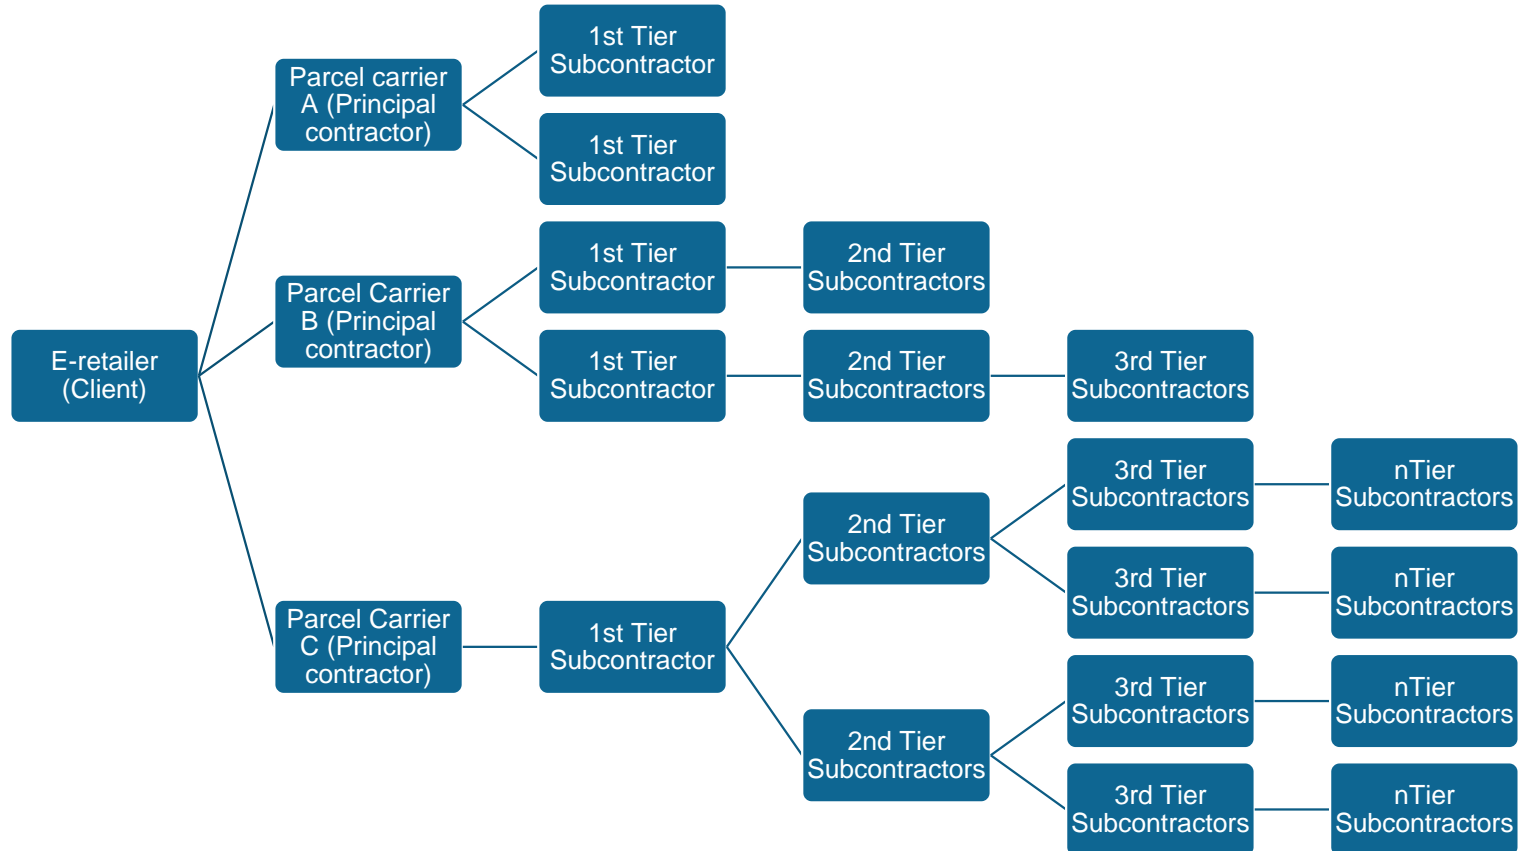 E-retailer
(Client)
Parcel carrier
A (Principal
contractor)
1st Tier
Subcontractor
1st Tier
Subcontractor
Parcel Carrier
B (Principal
contractor)
1st Tier
Subcontractor
2nd Tier
Subcontractors
1st Tier
Subcontractor
2nd Tier
Subcontractors
3rd Tier
Subcontractors
Parcel Carrier
C (Principal
contractor)
1st Tier
Subcontractor
2nd Tier
Subcontractors
3rd Tier
Subcontractors
nTier
Subcontractors
3rd Tier
Subcontractors
nTier
Subcontractors
2nd Tier
Subcontractors
3rd Tier
Subcontractors
nTier
Subcontractors
3rd Tier
Subcontractors
nTier
Subcontractors